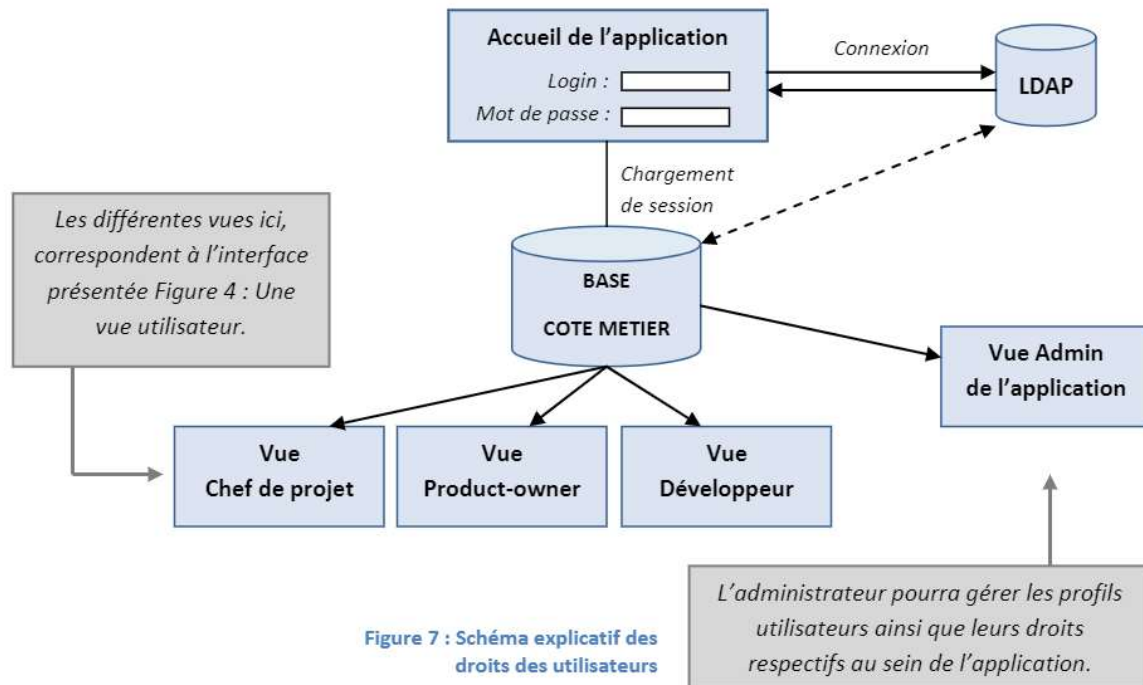 Accueil de l'application
Login :
Mot de passe :
Connexion
LDAP
Chargement
de session
Les différentes vues ici,
correspondent à l'interface
présentée Figure 4 : Une
vue utilisateur.
BASE
COTE METIER
Vue Admin
de l'application
Vue
Chef de projet
Vue
Product-owner
Vue
Développeur
L'administrateur pourra gérer les profils
utilisateurs ainsi que leurs droits
respectifs au sein de l'application.
Figure 7 : Schéma explicatif des
droits des utilisateurs